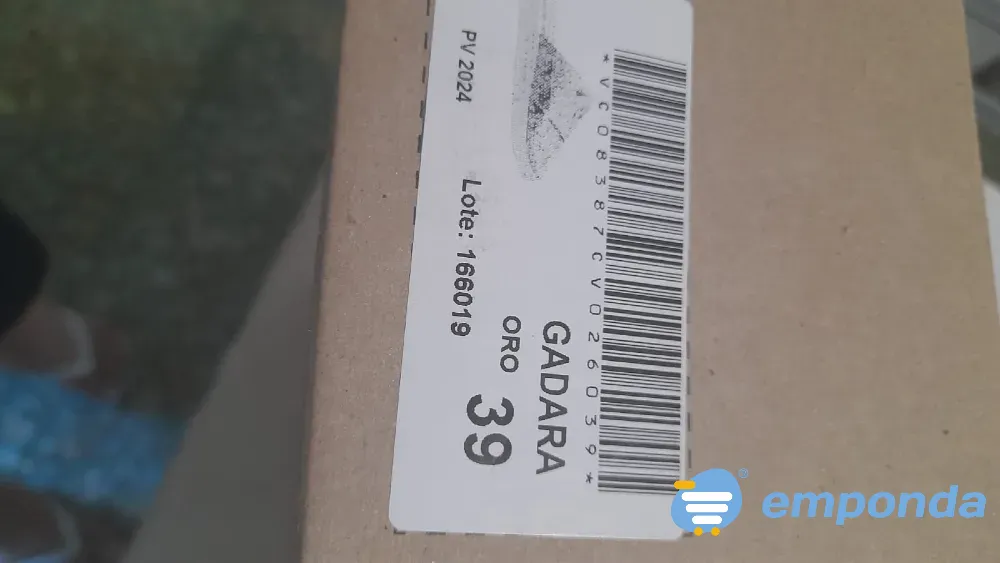 *VC08387CV026039*
GADARA
ORO
39
PV 2024
Lote: 166019
emponda